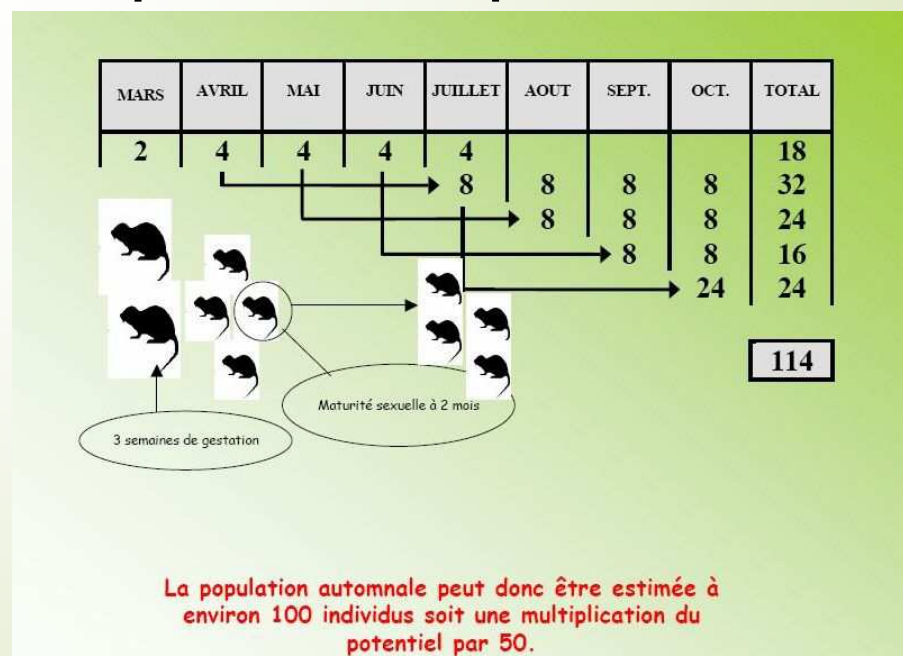 MARS AVRIL MAI JUIN JUILLET AOUT SEPT. OCT. TOTAL
2 4 4 4 4 18
8 8 8 8 32
8 8 8 24
8 8 16
24 24
114
Maturité sexuelle à 2 mois
3 semaines de gestation
La population automnale peut donc être estimée à
environ 100 individus soit une multiplication du
potentiel par 50.